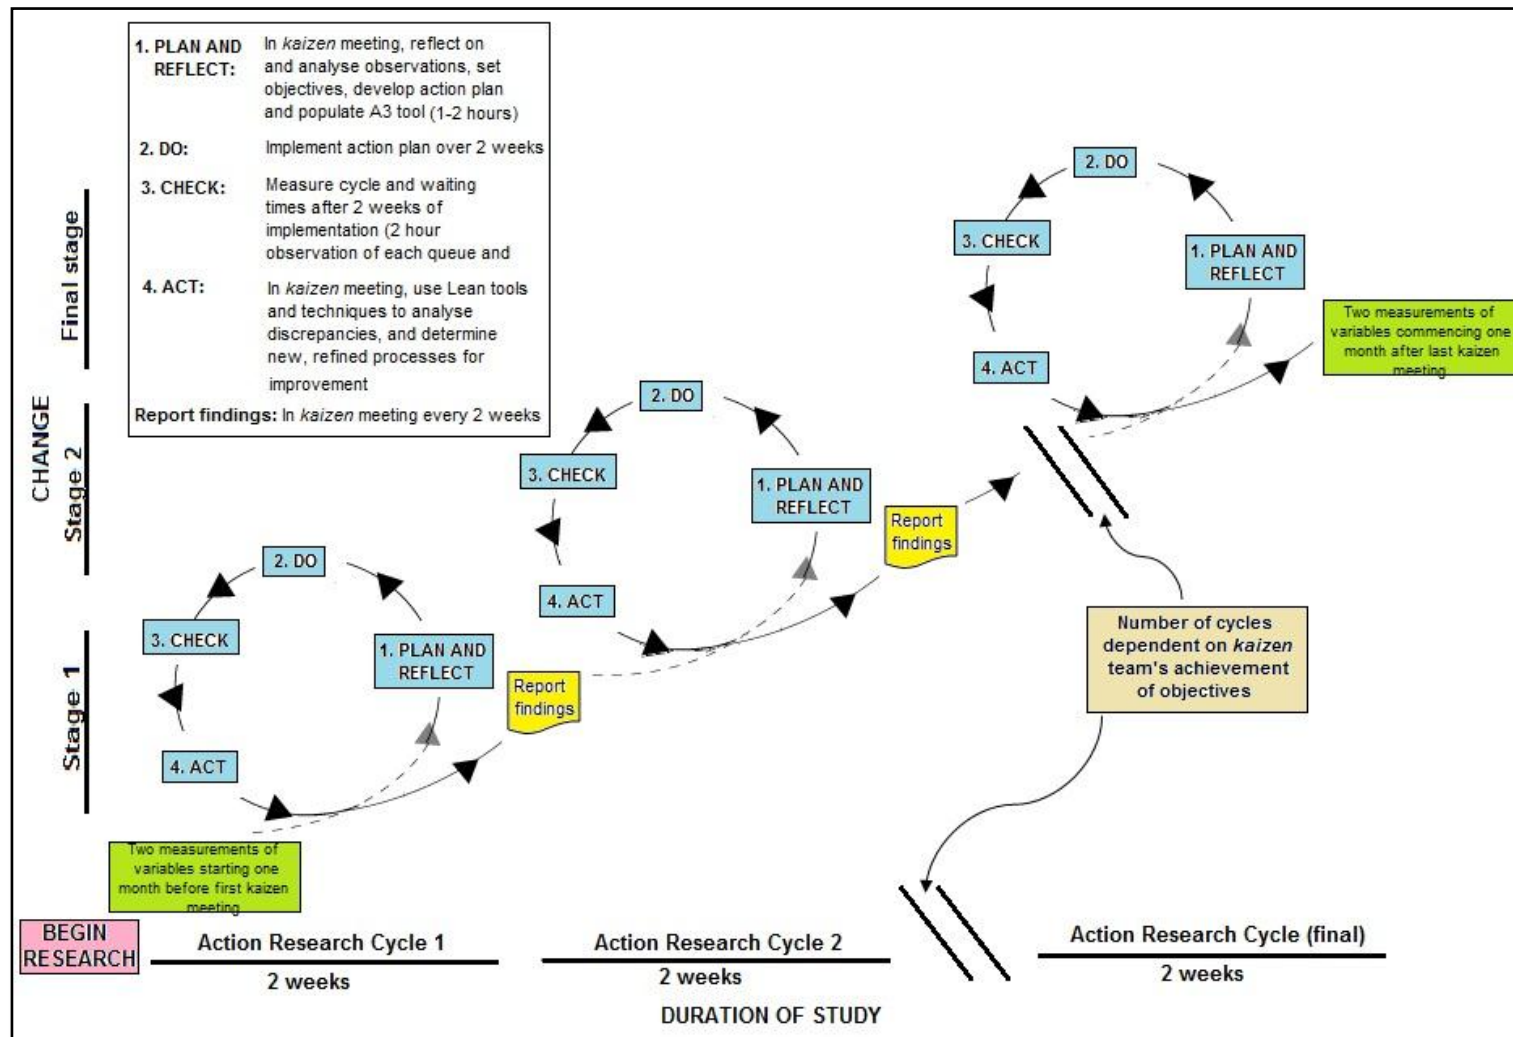 1. PLAN AND
REFLECT:
In kaizen meeting, reflect on
and analyse observations, set
objectives, develop action plan
and populate A3 tool (1-2 hours)
2. DO:
Implement action plan over 2 weeks
3. CHECK:
Measure cycle and waiting
times after 2 weeks of
implementation (2 hour
observation of each queue and
4. ACT:
In kaizen meeting, use Lean tools
and techniques to analyse
discrepancies, and determine
new, refined processes for
improvement
Report findings: In kaizen meeting every 2 weeks
CHANGE
Final stage
Stage 2
Stage 1
2. DO
3. CHECK
1. PLAN AND
REFLECT
4. ACT
Two measurements of
variables commencing one
month after last kaizen
meeting
2. DO
3. CHECK
1. PLAN AND
REFLECT
4. ACT
Report
findings
2. DO
3. CHECK
1. PLAN AND
REFLECT
4. ACT
Report
findings
Number of cycles
dependent on kaizen
team's achievement
of objectives
Two measurements of
variables starting one
month before first kaizen
meeting
BEGIN
RESEARCH
Action Research Cycle 1
2 weeks
Action Research Cycle 2
2 weeks
Action Research Cycle (final)
2 weeks
DURATION OF STUDY